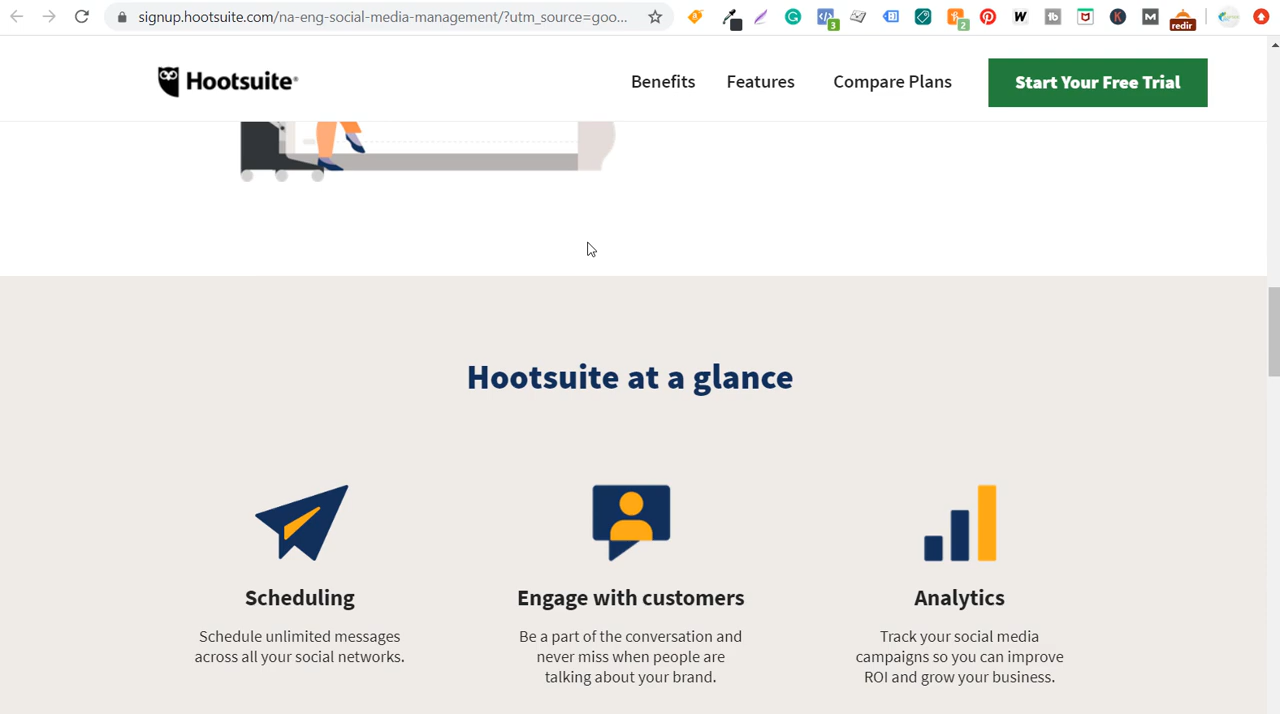 signup.hootsuite.com/na-eng-social-media-management/?utm_source=goo...
3
2
redir
Hootsuite®
Benefits
Features
Compare Plans
Start Your Free Trial
Hootsuite at a glance
Scheduling
Schedule unlimited messages
across all your social networks.
Engage with customers
Be a part of the conversation and
never miss when people are
talking about your brand.
Analytics
Track your social media
campaigns so you can improve
ROI and grow your business.